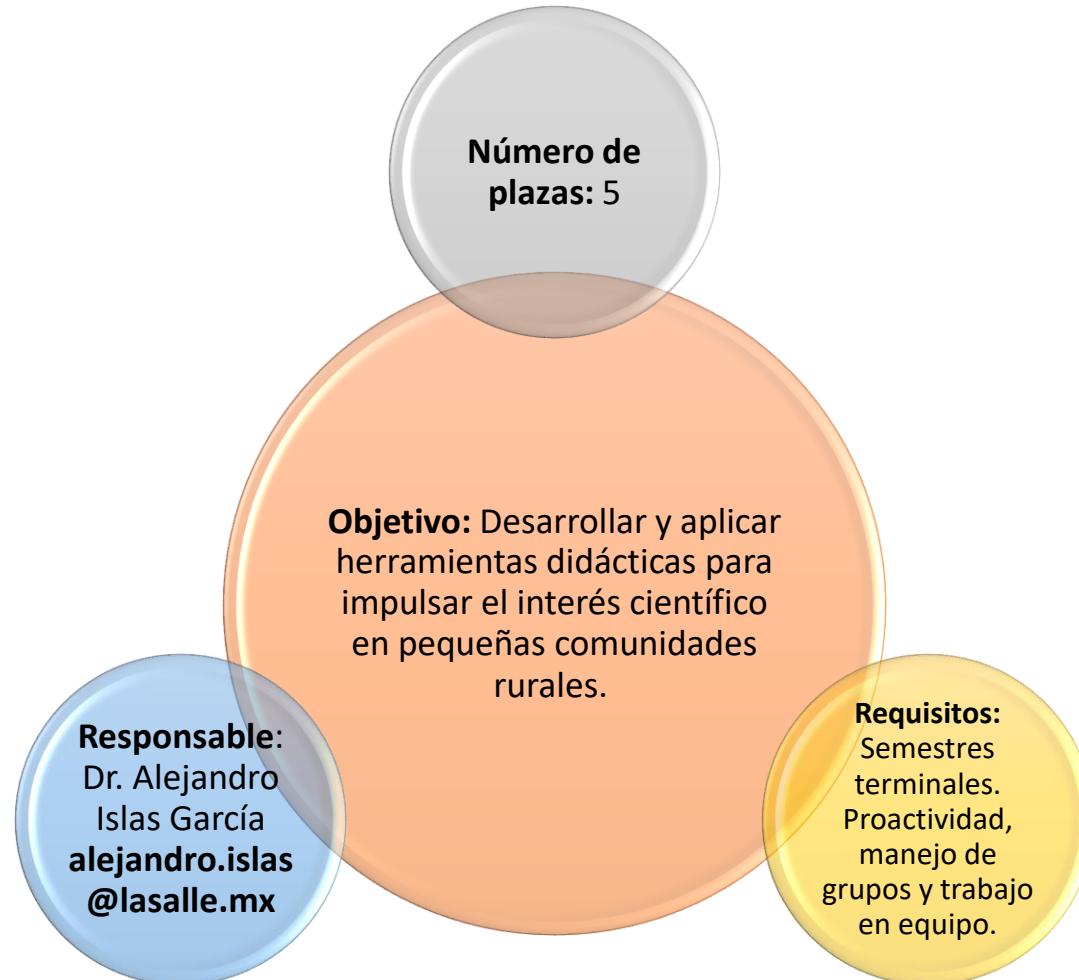 Número de
plazas: 5
Objetivo: Desarrollar y aplicar
herramientas didácticas para
impulsar el interés científico
en pequeñas comunidades
rurales.
Responsable:
Dr. Alejandro
Islas García
alejandro.islas
@lasalle.mx
Requisitos:
Semestres
terminales.
Proactividad,
manejo de
grupos y trabajo
en equipo.